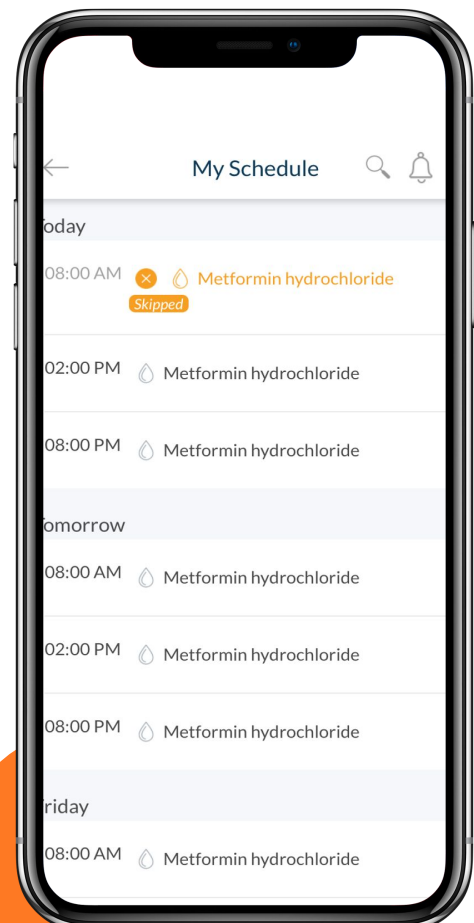 My Schedule
oday
08:00 AM Metformin hydrochloride
Skipped
02:00 PM Metformin hydrochloride
08:00 PM Metformin hydrochloride
omorrow
08:00 AM Metformin hydrochloride
02:00 PM Metformin hydrochloride
08:00 PM Metformin hydrochloride
riday
08:00 AM Metformin hydrochloride